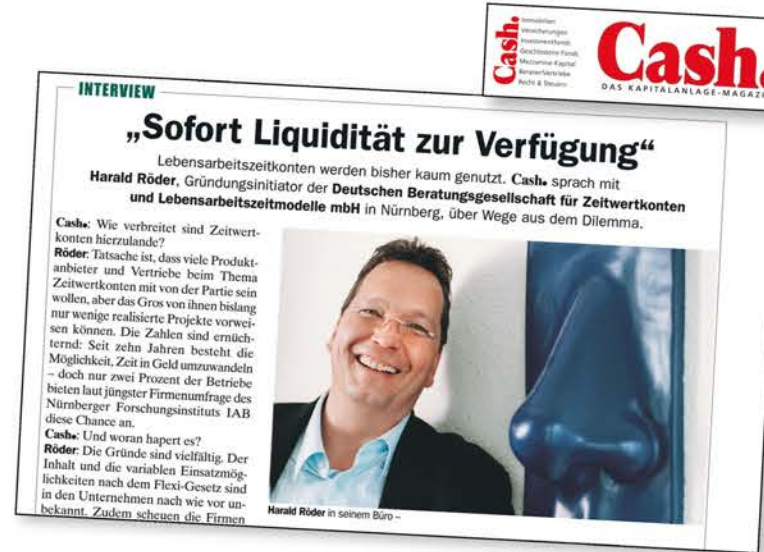 Cash.
Immobilien
Versicherungen
Investmentfonds
Geschlossene Fonds
Mezzanine-Kapital
Berater/Vertriebe
Recht & Steuern
Cash.
DAS KAPITALANLAGE-MAGAZ
INTERVIEW
„Sofort Liquidität zur Verfügung“
Lebensarbeitszeitkonten werden bisher kaum genutzt. Cash. sprach mit
Harald Röder, Gründungsinitiator der Deutschen Beratungsgesellschaft für Zeitwertkonten
und Lebensarbeitszeitmodelle mbH in Nürnberg, über Wege aus dem Dilemma.
Cash.: Wie verbreitet sind Zeitwert-
konten hierzulande?
Röder: Tatsache ist, dass viele Produkt-
anbieter und Vertriebe beim Thema
Zeitwertkonten mit von der Partie sein
wollen, aber das Gros von ihnen bislang
nur wenige realisierte Projekte vorwei-
sen können. Die Zahlen sind ernüch-
ternd: Seit zehn Jahren besteht die
Möglichkeit, Zeit in Geld umzuwandeln
– doch nur zwei Prozent der Betriebe
bieten laut jüngster Firmenumfrage des
Nürnberger Forschungsinstituts IAB
diese Chance an.
Cash.: Und woran hapert es?
Röder: Die Gründe sind vielfältig. Der
Inhalt und die variablen Einsatzmög-
lichkeiten nach dem Flexi-Gesetz sind
in den Unternehmen nach wie vor un-
bekannt. Zudem scheuen die Firmen
Harald Röder in seinem Büro –